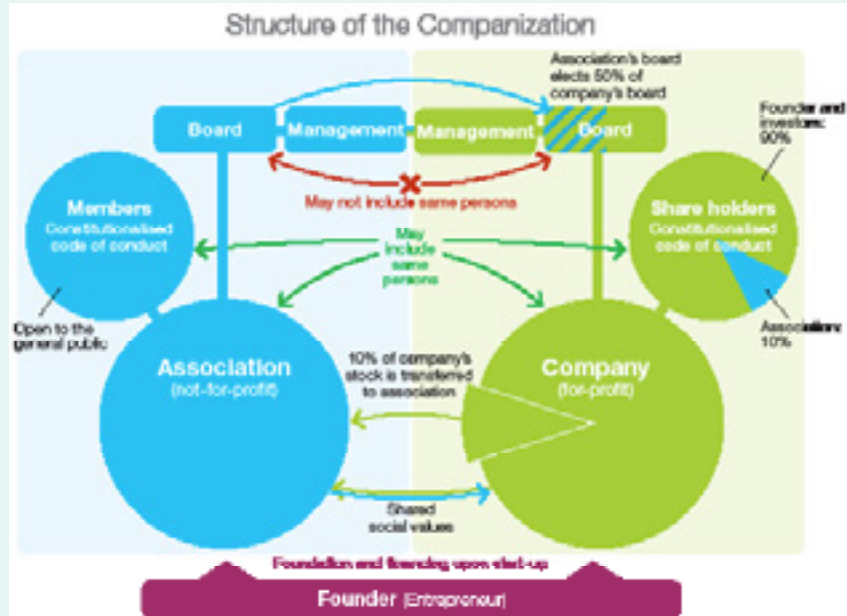 Structure of the Companization
Association's board
elects 50% of
company's board
Board
Management
Management
Board
Founder and
investors:
90%
May not include same persons
Members
Constitutionalised
code of conduct
Share holders
Constitutionalised
code of conduct
May
include
same
persons
Open to the
general public
Association:
10%
Association
(not-for-profit)
10% of company's
stock is transferred
to association
Company
(for-profit)
Shared
social values
Foundation and financing upon start-up
Founder (Entrepreneur)